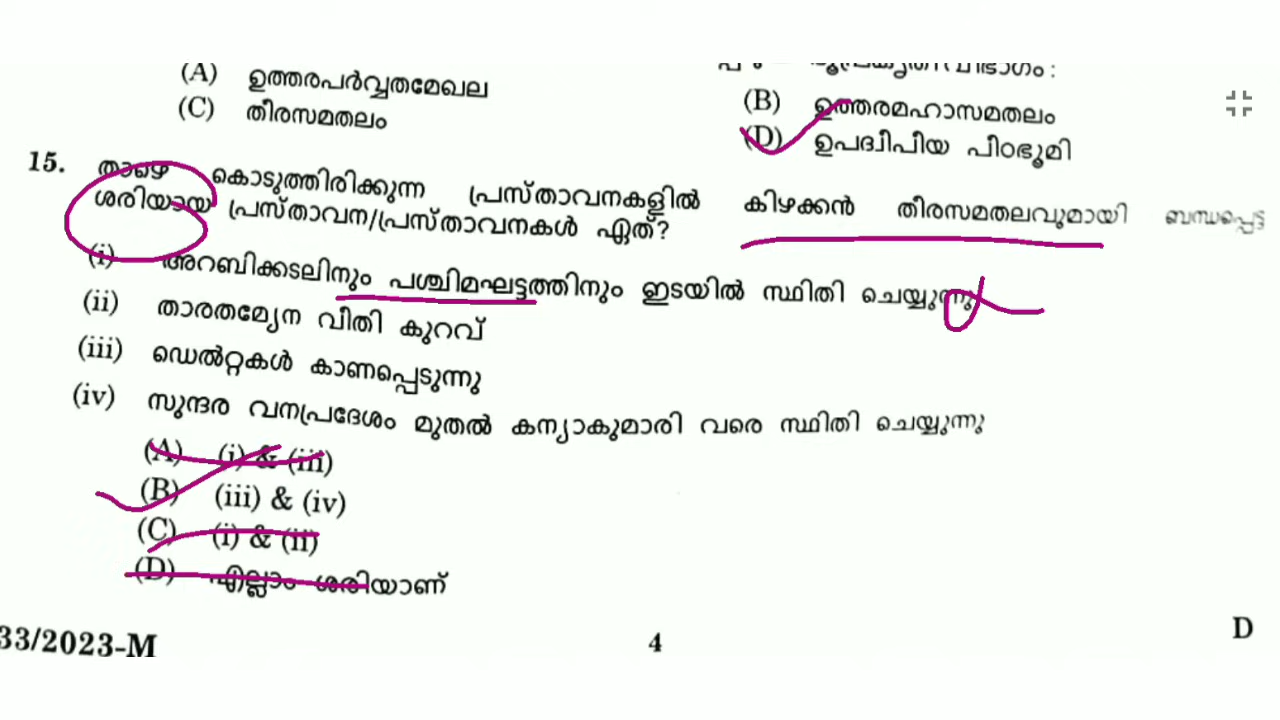 ഭൂപ്രകൃതി വിഭാഗം :
(A) ഉത്തരപർവ്വതമേഖല
(B) ഉത്തരമഹാസമതലം
(C) തീരസമതലം
(D) ഉപദ്വീപീയ പീഠഭൂമി
15. താഴെ കൊടുത്തിരിക്കുന്ന പ്രസ്താവനകളിൽ കിഴക്കൻ തീരസമതലവുമായി ബന്ധപ്പെട്ട
ശരിയായ പ്രസ്താവന/പ്രസ്താവനകൾ ഏത്?
(i) അറബിക്കടലിനും പശ്ചിമഘട്ടത്തിനും ഇടയിൽ സ്ഥിതി ചെയ്യുന്നു
(ii) താരതമ്യേന വീതി കുറവ്
(iii) ഡെൽറ്റകൾ കാണപ്പെടുന്നു
(iv) സുന്ദര വനപ്രദേശം മുതൽ കന്യാകുമാരി വരെ സ്ഥിതി ചെയ്യുന്നു
(A) (i) & (iii)
(B) (iii) & (iv)
(C) (i) & (ii)
(D) എല്ലാം ശരിയാണ്
33/2023-M 4 D